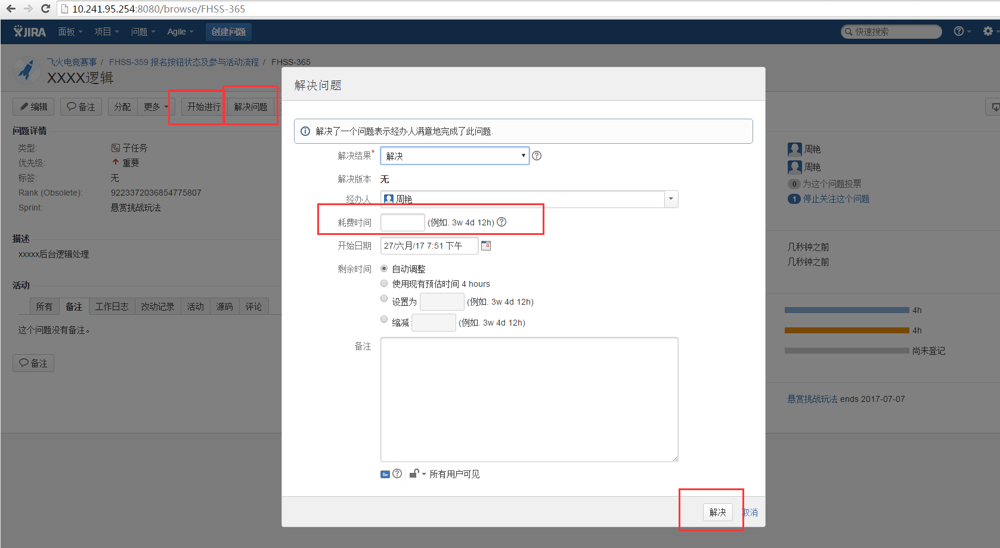 10.241.95.254:8080/browse/FHSS-365
JIRA 面板 项目 问题 Agile 创建问题 快速搜索
飞火电竞赛事 / FHSS-359 报名按钮状态及参与活动流程 / FHSS-365
XXXX逻辑
编辑 备注 分配 更多 开始进行 解决问题
问题详情
类型: 子任务
优先级: 重要
标签: 无
Rank (Obsolete): 9223372036854775807
Sprint: 悬赏挑战玩法
描述
xxxxx后台逻辑处理
活动
所有 备注 工作日志 改动记录 活动 源码 评论
这个问题没有备注。
备注
解决问题
解决了一个问题表示经办人满意地完成了此问题.
解决结果* 解决
解决版本 无
经办人 周艳
耗费时间 (例如. 3w 4d 12h)
开始日期 27/六月/17 7:51 下午
剩余时间 自动调整
使用现有预估时间 4 hours
设置为 (例如. 3w 4d 12h)
缩减 (例如. 3w 4d 12h)
备注
所有用户可见
解决 取消
周艳
周艳
0 为这个问题投票
1 停止关注这个问题
几秒钟之前
几秒钟之前
4h
4h
尚未登记
悬赏挑战玩法 ends 2017-07-07